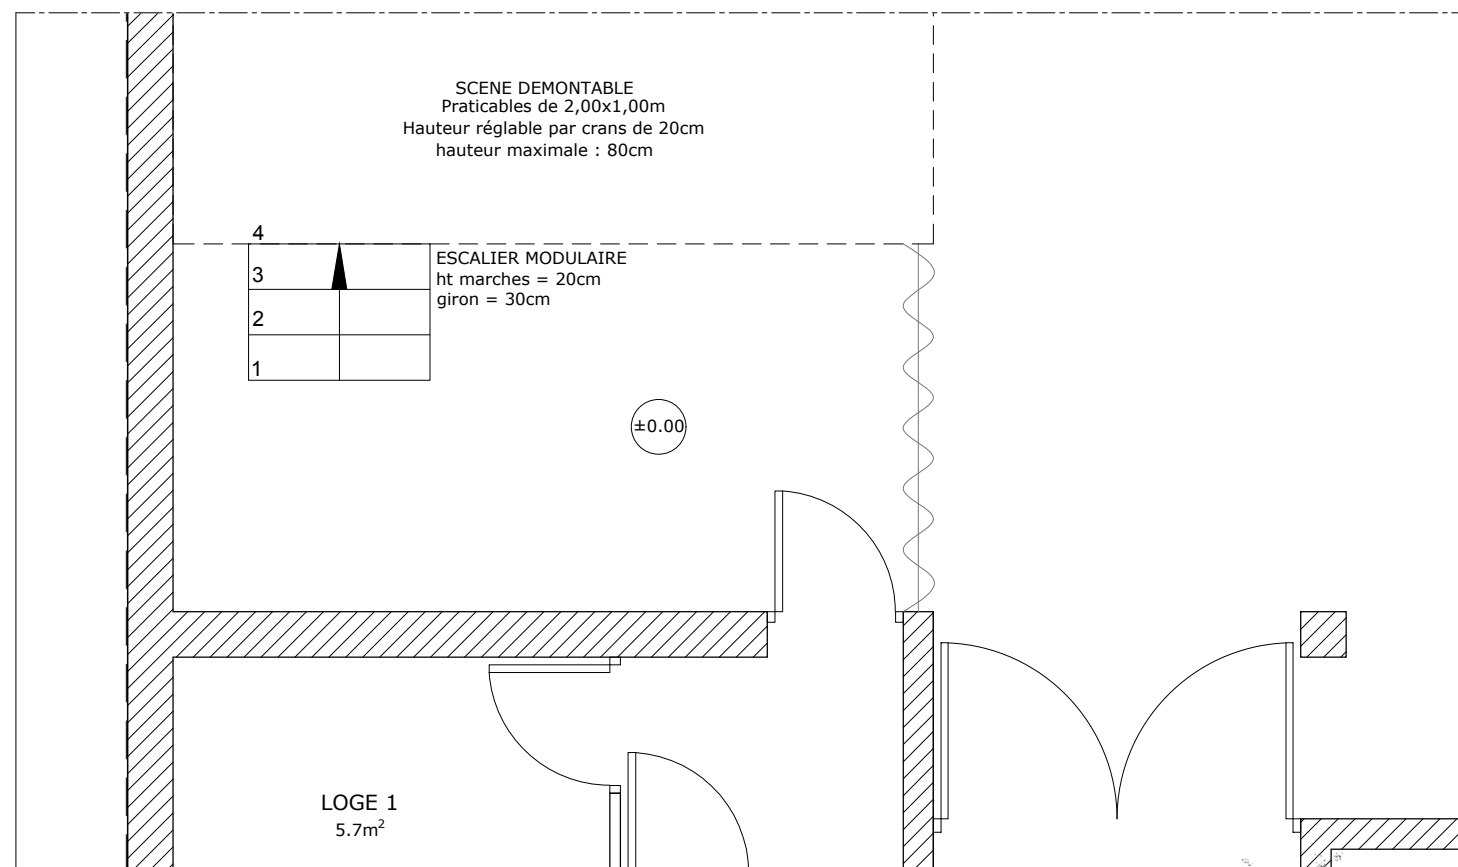 SCENE DEMONTABLE
Praticables de 2,00x1,00m
Hauteur réglable par crans de 20cm
hauteur maximale : 80cm
4
3
2
1
ESCALIER MODULAIRE
ht marches = 20cm
giron = 30cm
±0.00
LOGE 1
5.7m²